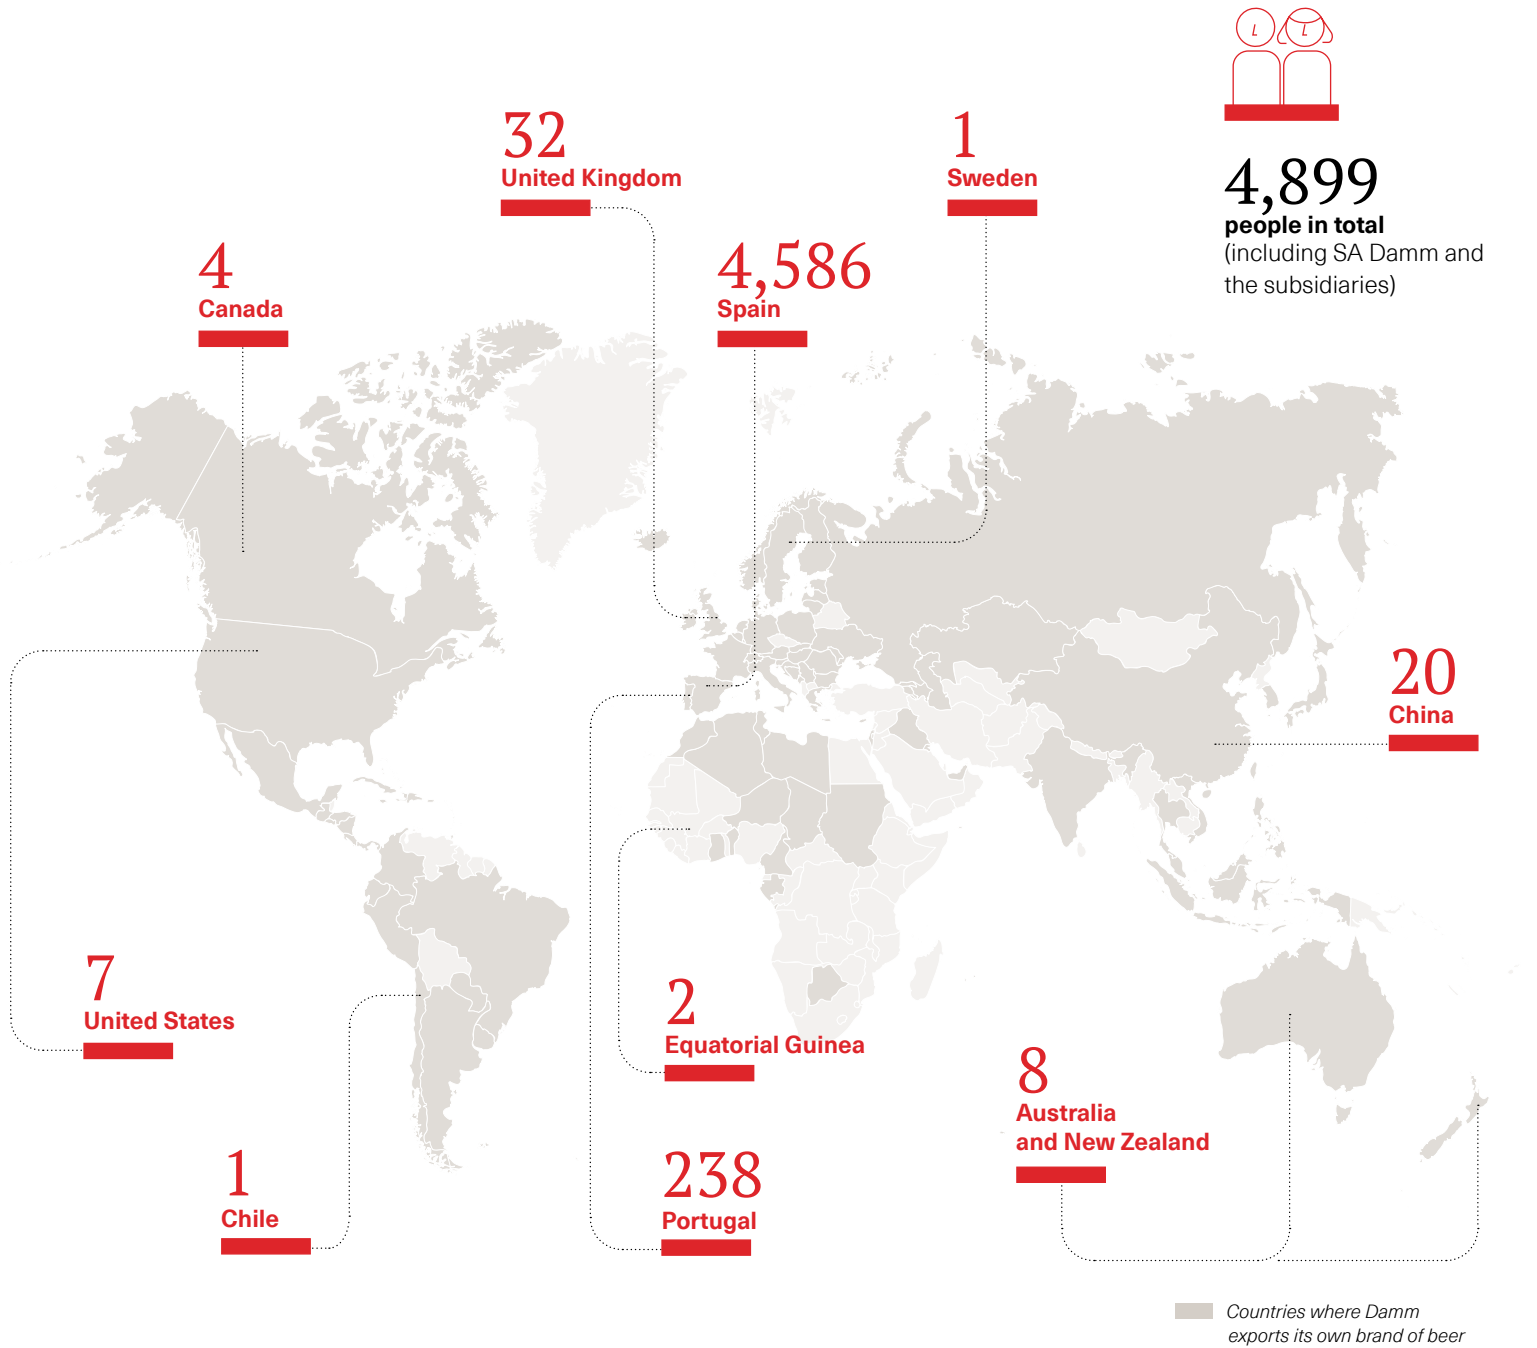 L L
4,899
people in total
(including SA Damm and
the subsidiaries)
32
United Kingdom
1
Sweden
4
Canada
4,586
Spain
20
China
7
United States
2
Equatorial Guinea
8
Australia
and New Zealand
1
Chile
238
Portugal
Countries where Damm
exports its own brand of beer